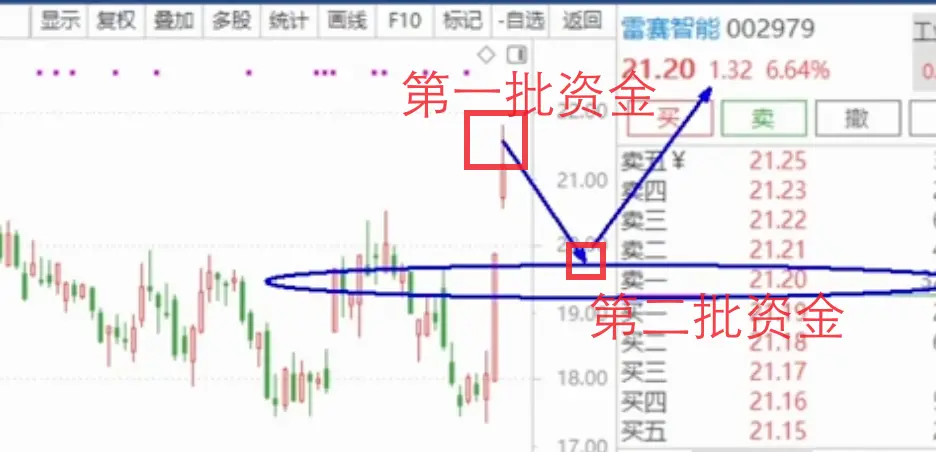 显示 复权 叠加 多股 统计 画线 F10 标记 -自选 返回
雷赛智能 002979
21.20 1.32 6.64%
第一批资金
买 卖 撤
22.00
21.00
19.00
18.00
17.00
卖五 ¥ 21.25
卖四 21.23
卖三 21.22
卖二 21.21
卖一 21.20
第二批资金
买一 21.19
买二 21.18
买三 21.17
买四 21.16
买五 21.15